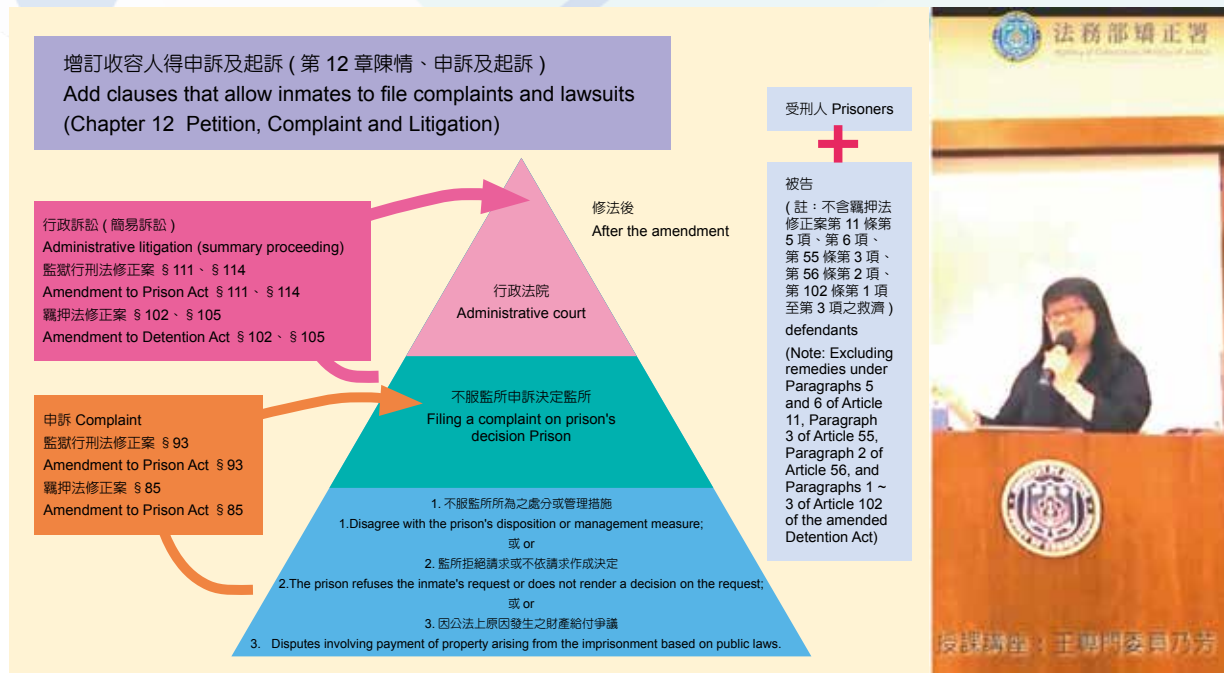 增訂收容人得申訴及起訴 ( 第 12 章陳情、申訴及起訴 )
Add clauses that allow inmates to file complaints and lawsuits
(Chapter 12 Petition, Complaint and Litigation)
行政訴訟 ( 簡易訴訟 )
Administrative litigation (summary proceeding)
監獄行刑法修正案 §111、§114
Amendment to Prison Act §111、§114
羈押法修正案 §102、§105
Amendment to Detention Act §102、§105
申訴 Complaint
監獄行刑法修正案 §93
Amendment to Prison Act §93
羈押法修正案 §85
Amendment to Prison Act §85
修法後
After the amendment
行政法院
Administrative court
不服監所申訴決定監所
Filing a complaint on prison's
decision Prison
1. 不服監所所為之處分或管理措施
1.Disagree with the prison's disposition or management measure;
或 or
2. 監所拒絕請求或不依請求作成決定
2.The prison refuses the inmate's request or does not render a decision on the request;
或 or
3. 因公法上原因發生之財產給付爭議
3. Disputes involving payment of property arising from the imprisonment based on public laws.
受刑人 Prisoners
被告
( 註：不含羈押法
修正案第 11 條第
5 項、第 6 項、
第 55 條第 3 項、
第 56 條第 2 項、
第 102 條第 1 項
至第 3 項之救濟 )
defendants
(Note: Excluding
remedies under
Paragraphs 5
and 6 of Article
11, Paragraph
3 of Article 55,
Paragraph 2 of
Article 56, and
Paragraphs 1 ~
3 of Article 102
of the amended
Detention Act)
法務部矯正署
Agency of Corrections, Ministry of Justice
授課講座：王專門委員乃芳